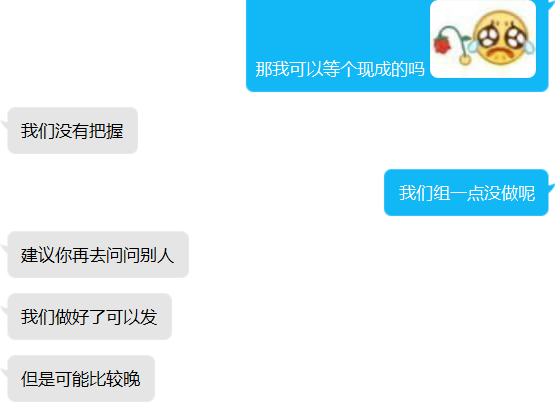 那我可以等个现成的吗
我们没有把握
我们组一点没做呢
建议你再去问问别人
我们做好了可以发
但是可能比较晚